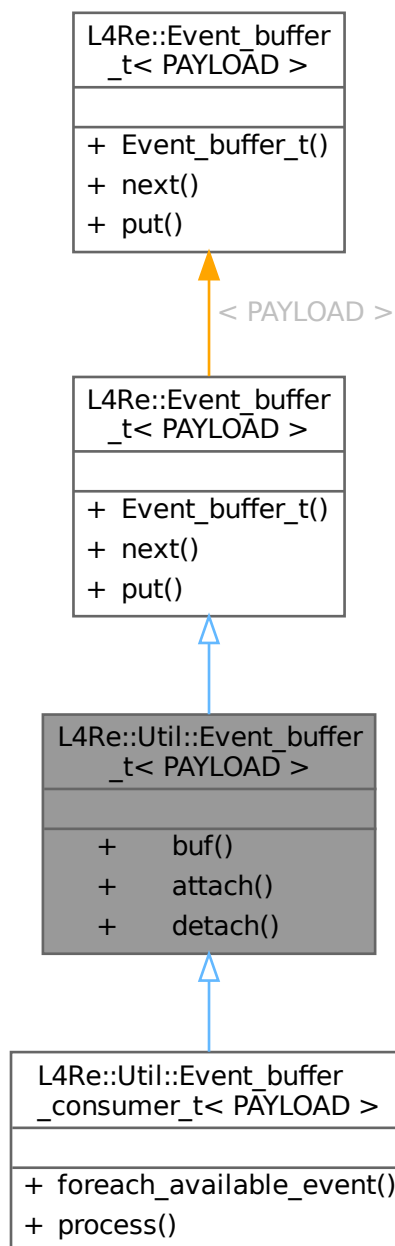 L4Re::Event_buffer
_t< PAYLOAD >
+ Event_buffer_t()
+ next()
+ put()
< PAYLOAD >
L4Re::Event_buffer
_t< PAYLOAD >
+ Event_buffer_t()
+ next()
+ put()
L4Re::Util::Event_buffer
_t< PAYLOAD >
+ buf()
+ attach()
+ detach()
L4Re::Util::Event_buffer
_consumer_t< PAYLOAD >
+ foreach_available_event()
+ process()